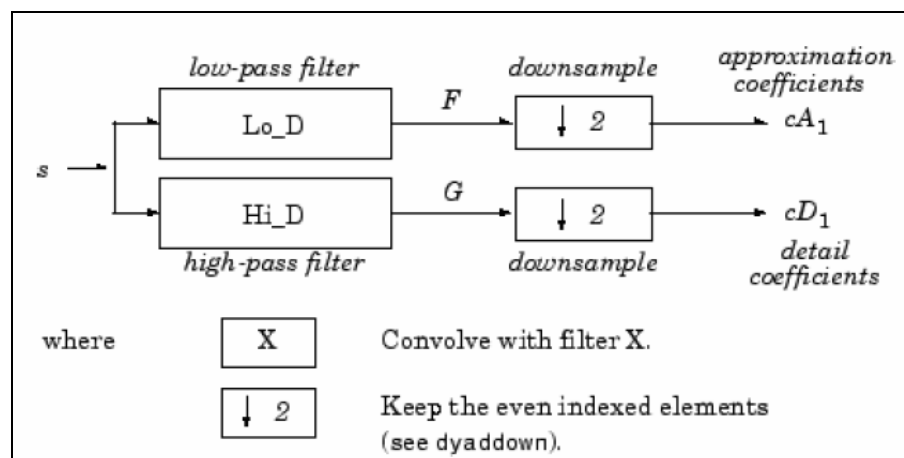 low-pass filter
downsample
approximation
coefficients
F
Lo_D
↓ 2
cA1
s
G
Hi_D
↓ 2
cD1
high-pass filter
downsample
detail
coefficients
where
X
Convolve with filter X.
↓ 2
Keep the even indexed elements
(see dyaddown).